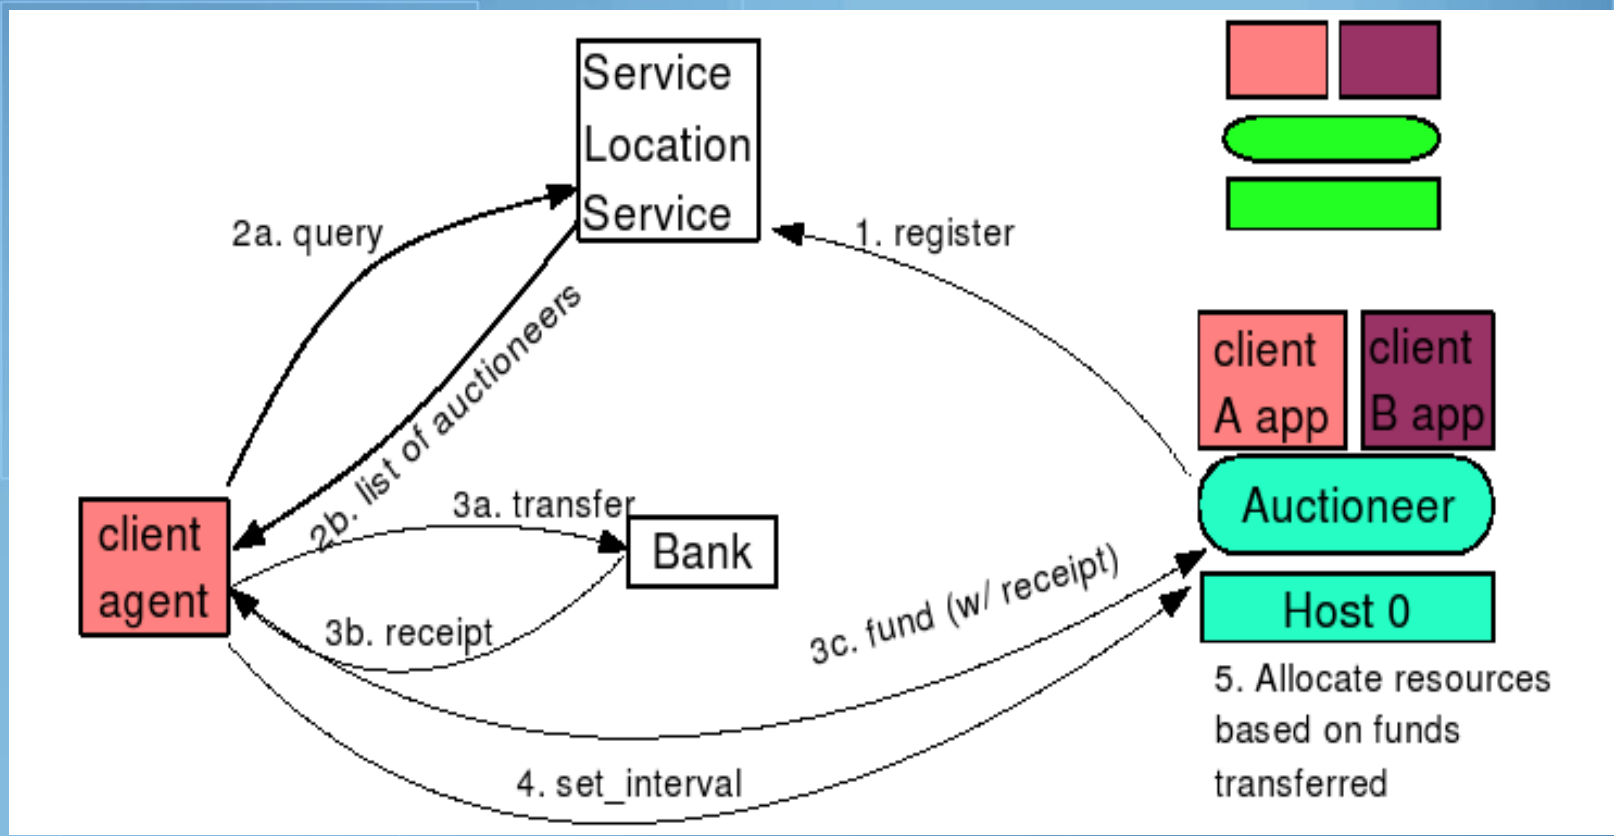 Service
Location
Service
2a. query
1. register
2b. list of auctioneers
client
A app
client
B app
Auctioneer
Host 0
client
agent
3a. transfer
Bank
3b. receipt
3c. fund (w/ receipt)
4. set_interval
5. Allocate resources
based on funds
transferred